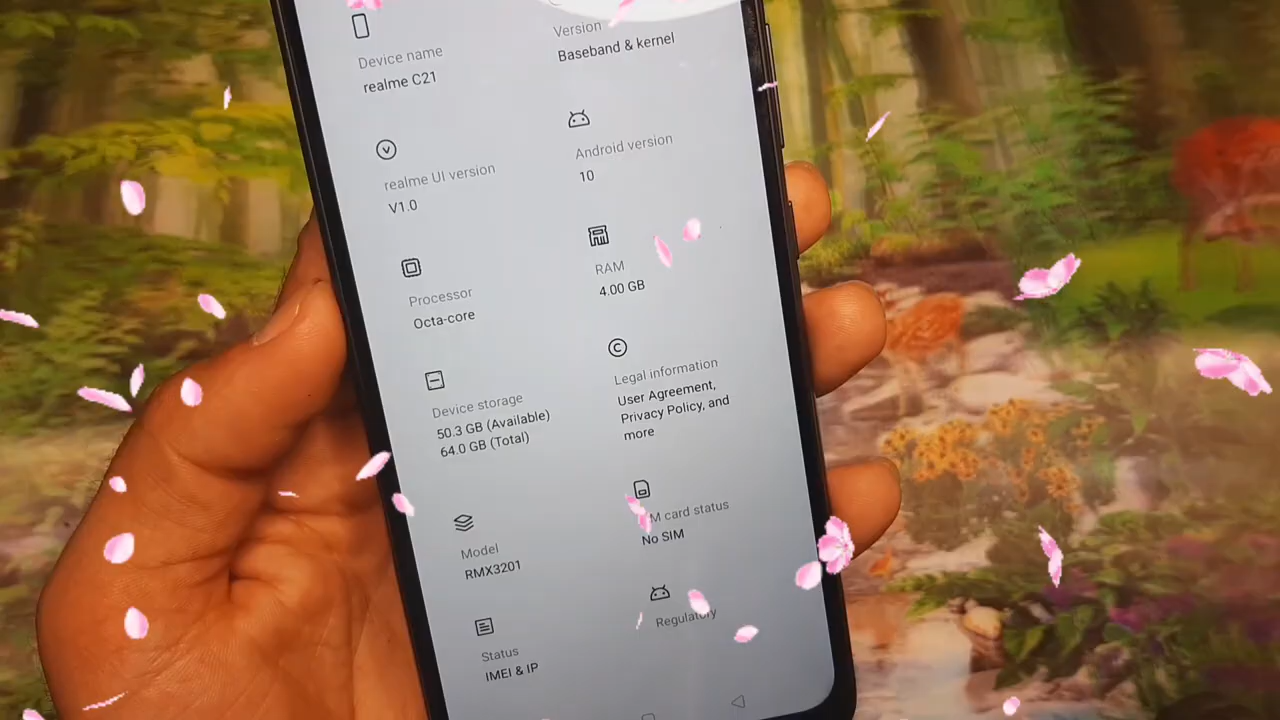 Device name
realme C21
Version
Baseband & kernel
realme UI version
V1.0
Android version
10
Processor
Octa-core
RAM
4.00 GB
Device storage
50.3 GB (Available)
64.0 GB (Total)
Legal information
User Agreement,
Privacy Policy, and
more
Model
RMX3201
M card status
No SIM
Status
IMEI & IP
Regulatory